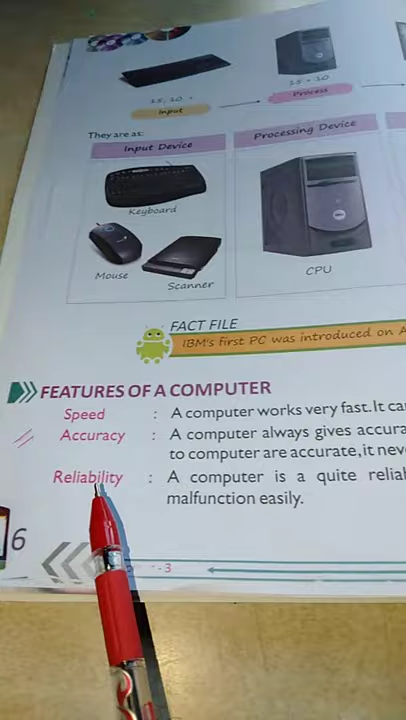 15, 10, +
15 + 10
Input
Process
They are as:
Input Device
Processing Device
Keyboard
Mouse
Scanner
CPU
FACT FILE
IBM's first PC was introduced on A
FEATURES OF A COMPUTER
Speed : A computer works very fast. It ca
Accuracy : A computer always gives accura
to computer are accurate, it nev
Reliability : A computer is a quite relia
malfunction easily.
6
-3